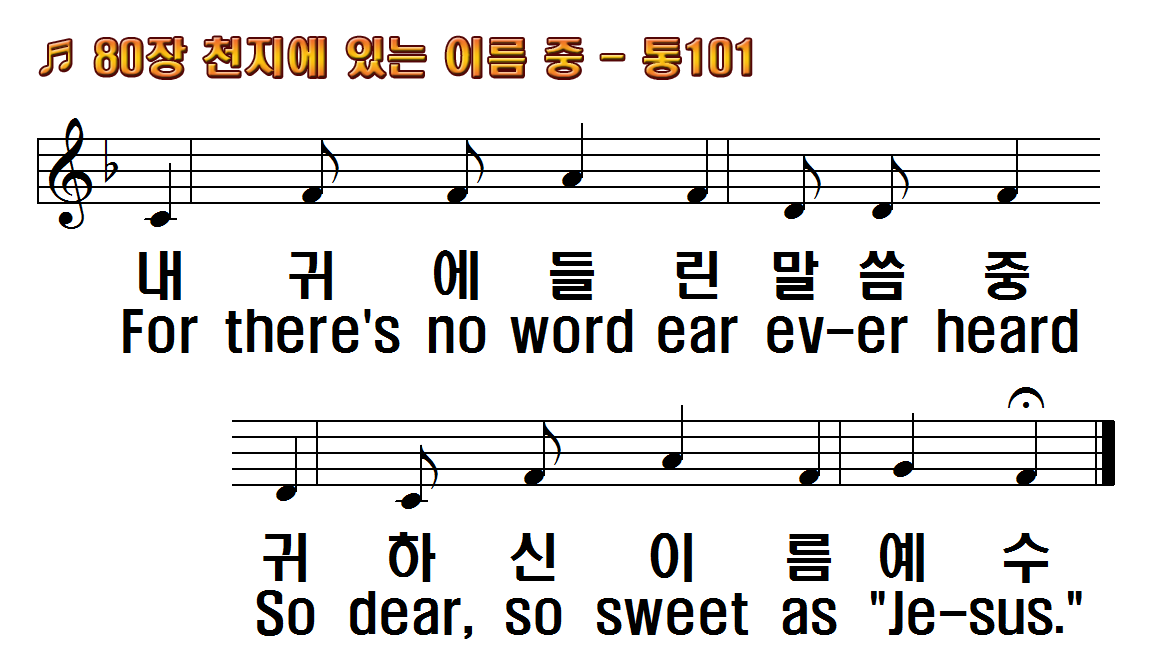 ♬ 80장 천지에 있는 이름 중 - 통101
내 귀 에 들 린 말 씀 중
For there's no word ear ev-er heard
귀 하 신 이 름 예 수
So dear, so sweet as "Je-sus."